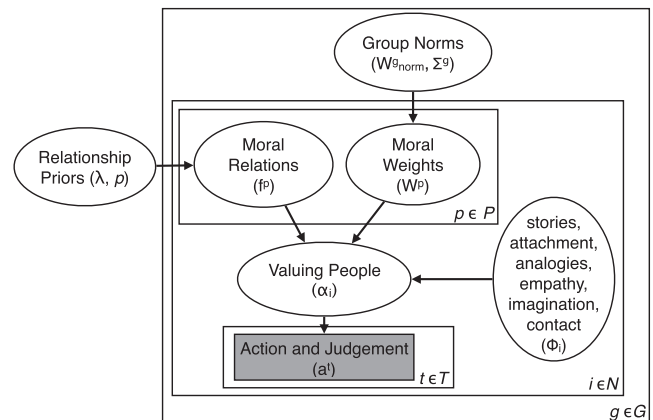 Group Norms
(Wᵍnorm, Σᵍ)
Relationship
Priors (λ, p)
Moral
Relations
(fᵖ)
Moral
Weights
(Wᵖ)
p ϵ P
Valuing People
(αᵢ)
stories,
attachment,
analogies,
empathy,
imagination,
contact
(Φᵢ)
Action and Judgement
(aᵗ)
t ϵ T
i ϵ N
g ϵ G